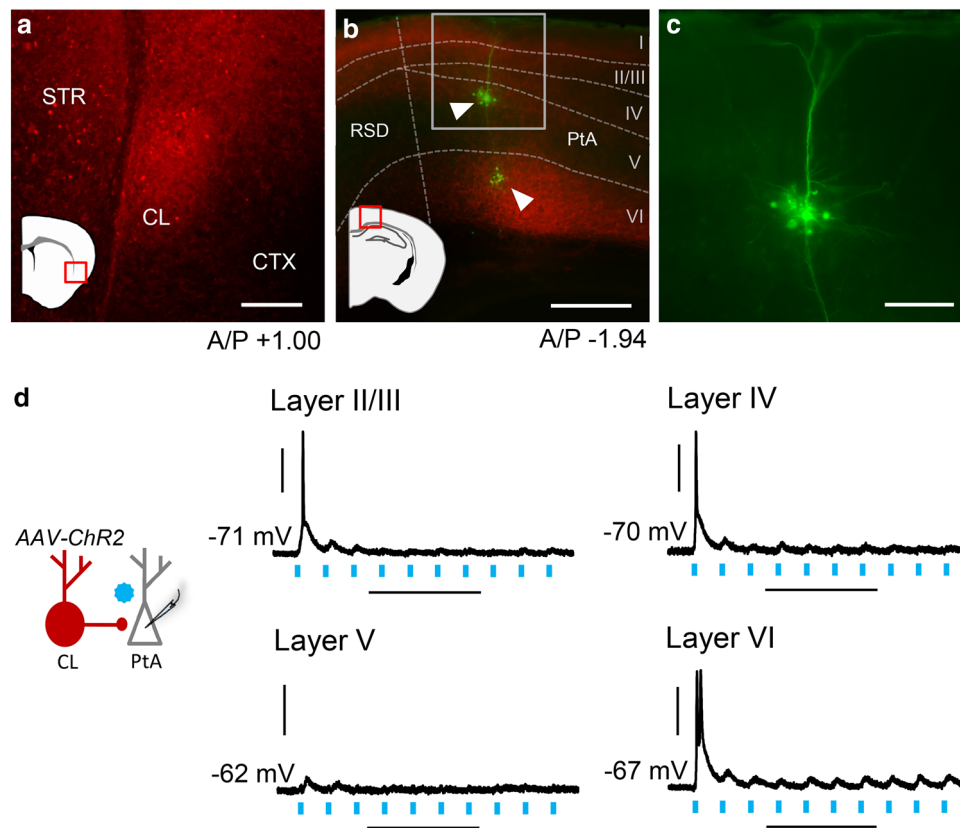 a
STR
CL
CTX
A/P +1.00
b
I
II/III
IV
RSD
PtA
V
VI
A/P -1.94
c
d
AAV-ChR2
CL
PtA
Layer II/III
-71 mV
Layer IV
-70 mV
Layer V
-62 mV
Layer VI
-67 mV